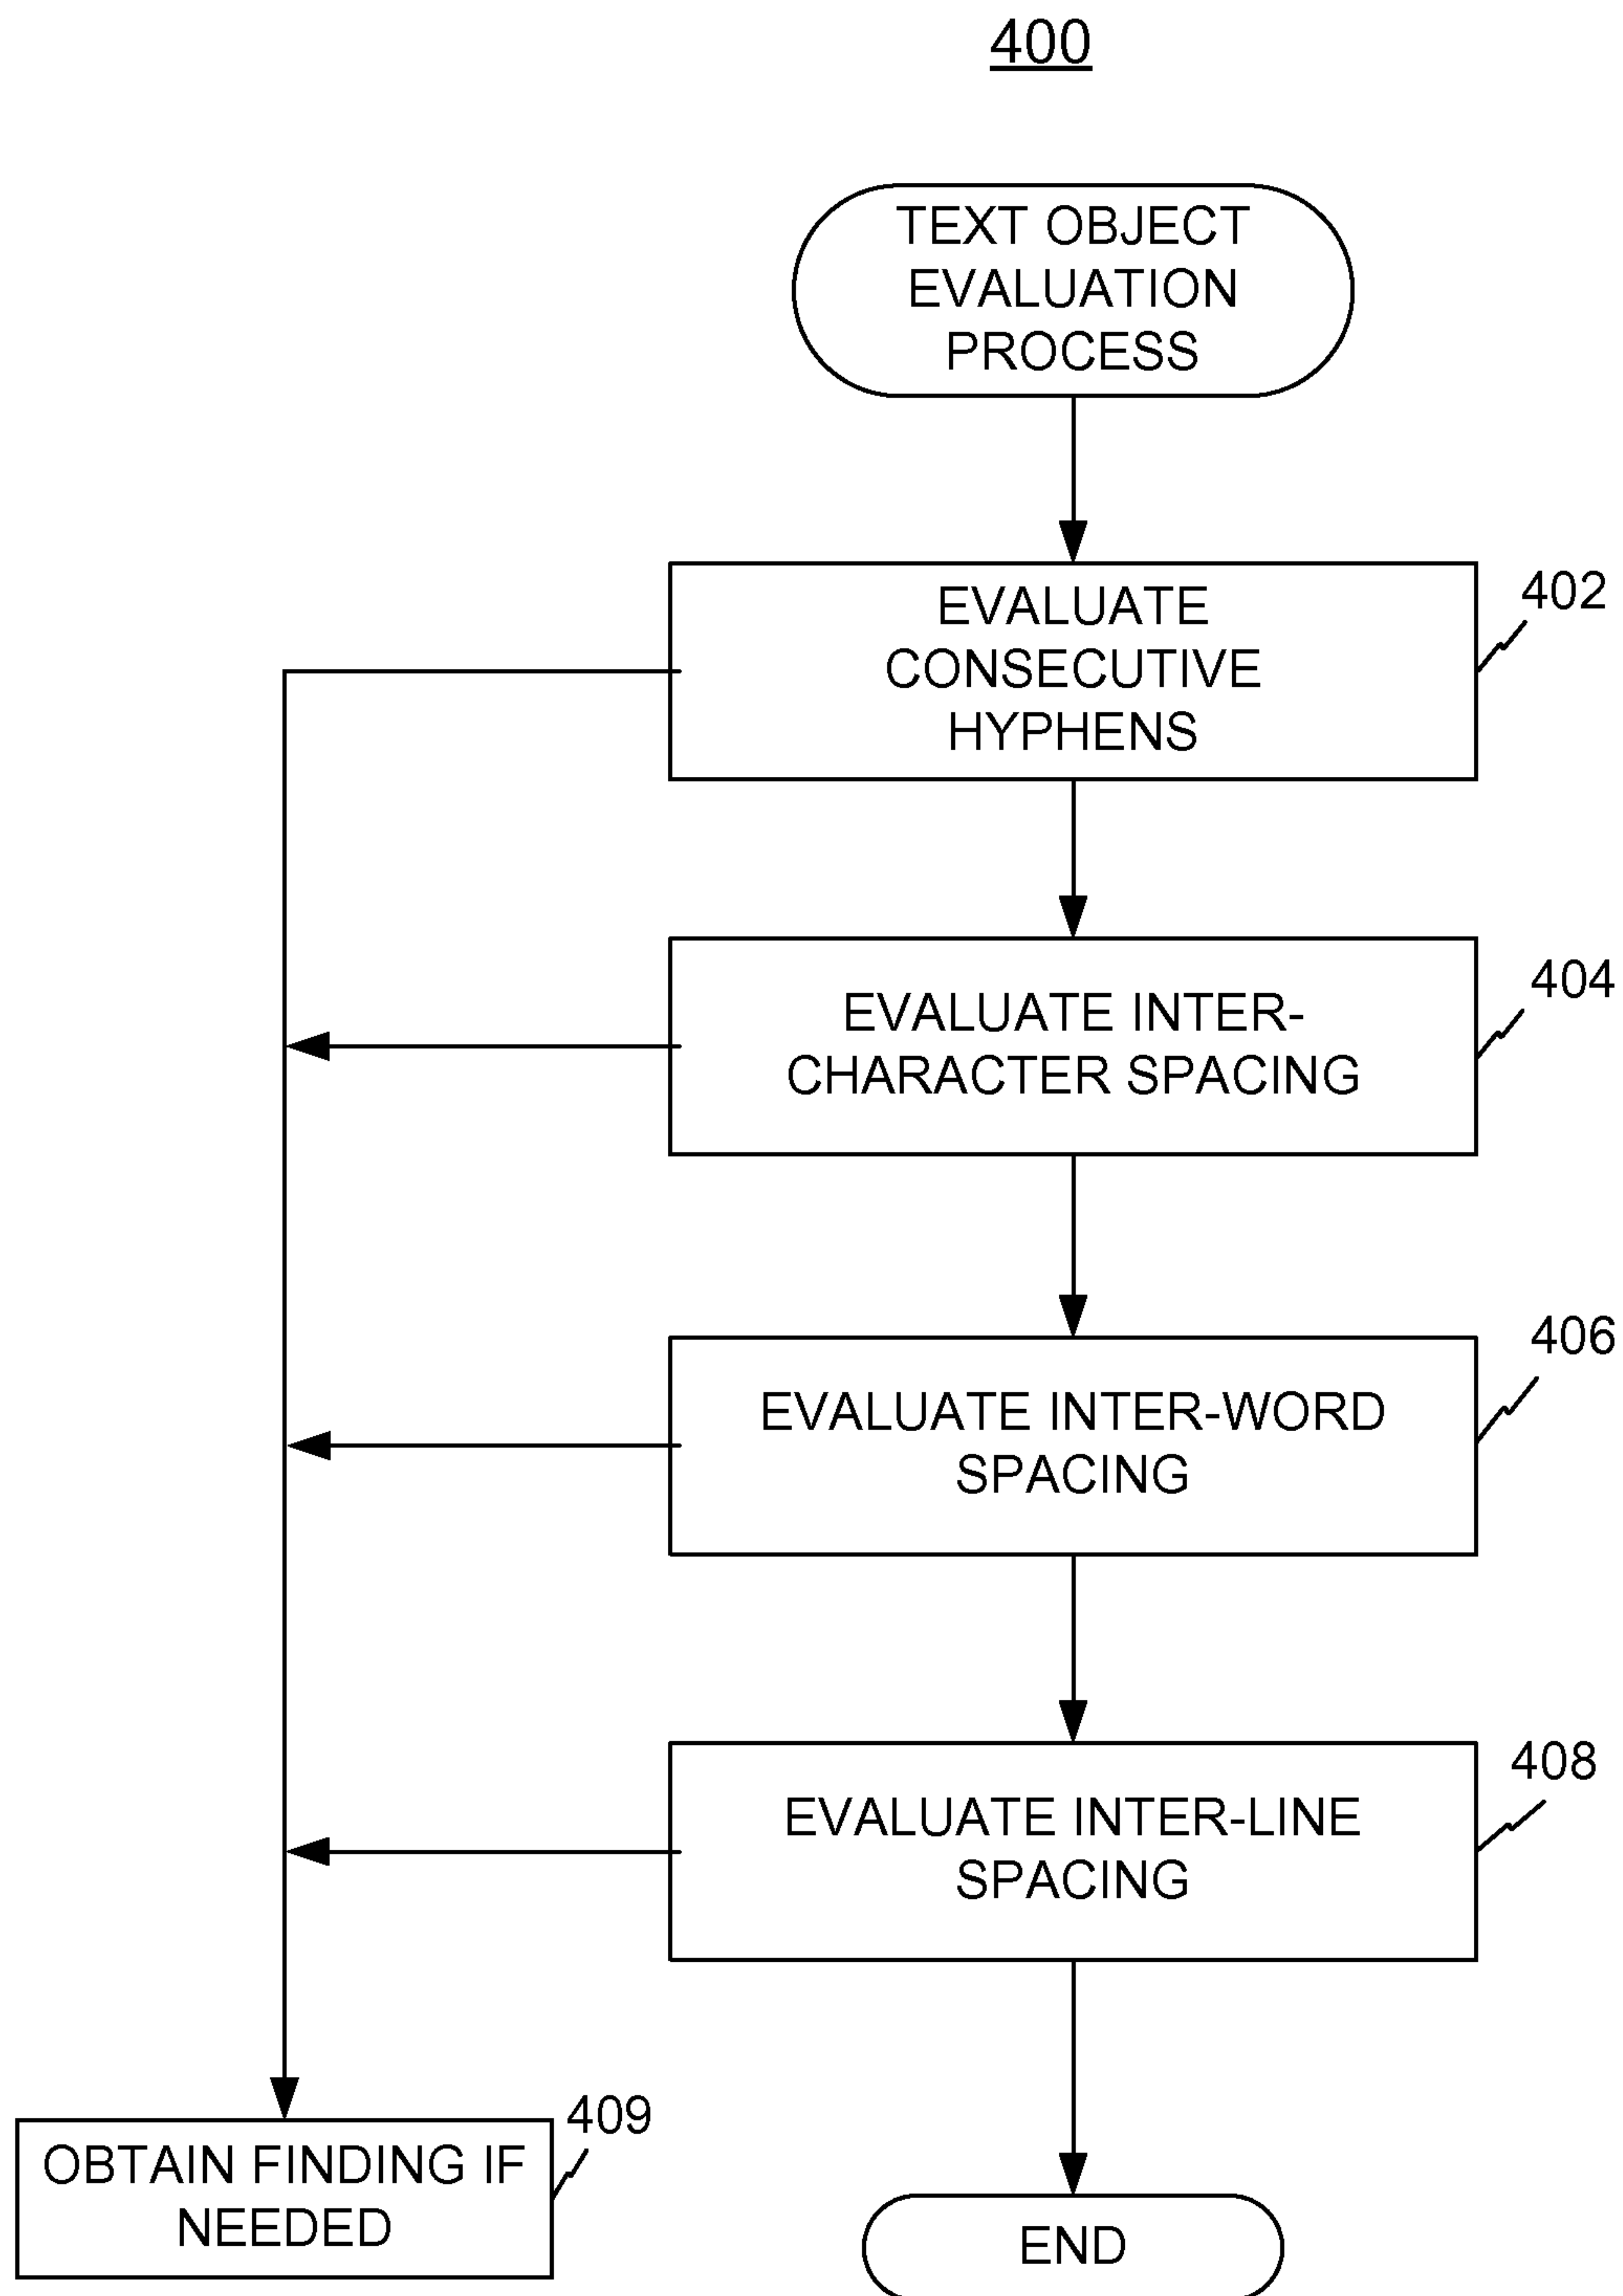 400
TEXT OBJECT
EVALUATION
PROCESS
EVALUATE
CONSECUTIVE
HYPHENS
402
EVALUATE INTER-
CHARACTER SPACING
404
EVALUATE INTER-WORD
SPACING
406
EVALUATE INTER-LINE
SPACING
408
OBTAIN FINDING IF
NEEDED
409
END